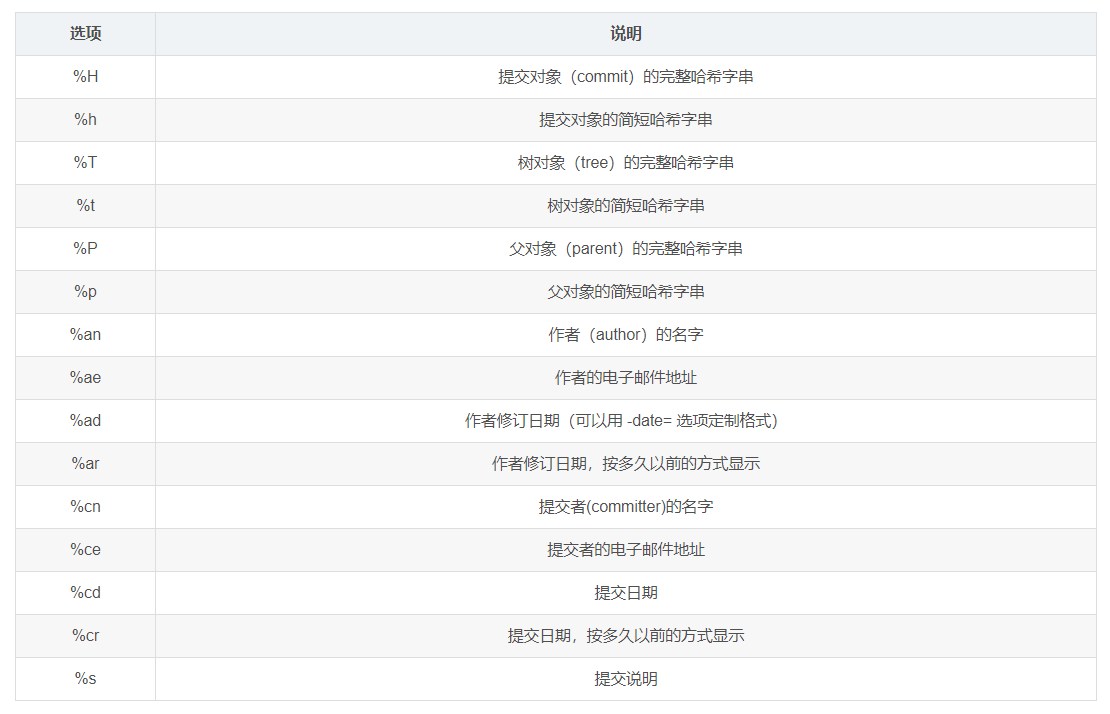 选项 说明
%H 提交对象（commit）的完整哈希字串
%h 提交对象的简短哈希字串
%T 树对象（tree）的完整哈希字串
%t 树对象的简短哈希字串
%P 父对象（parent）的完整哈希字串
%p 父对象的简短哈希字串
%an 作者（author）的名字
%ae 作者的电子邮件地址
%ad 作者修订日期（可以用 -date= 选项定制格式）
%ar 作者修订日期，按多久以前的方式显示
%cn 提交者(committer)的名字
%ce 提交者的电子邮件地址
%cd 提交日期
%cr 提交日期，按多久以前的方式显示
%s 提交说明